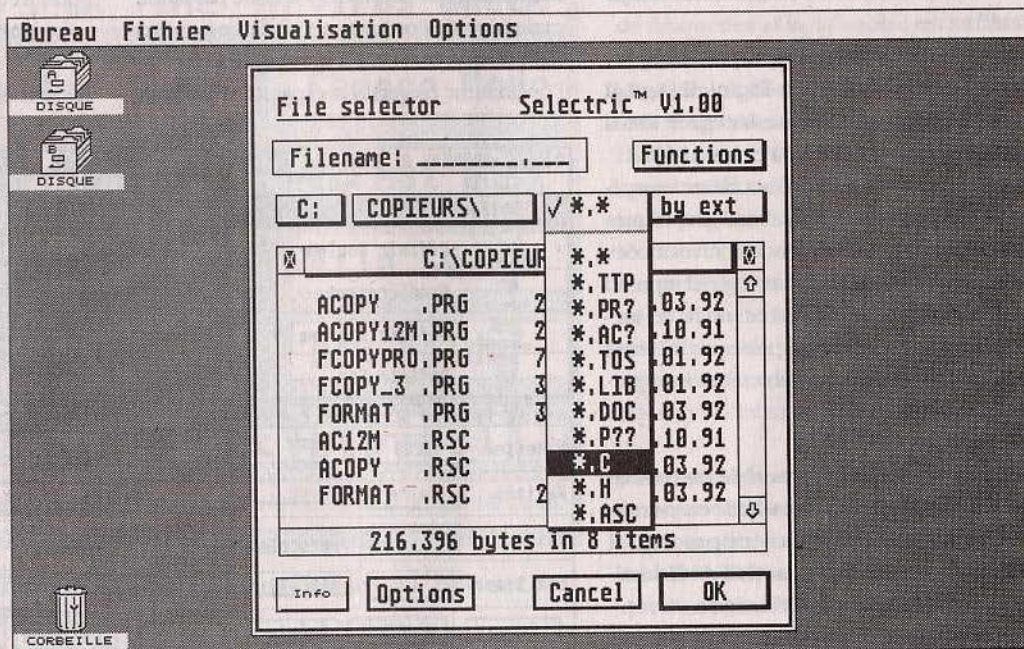 Bureau Fichier Visualisation Options
A
DISQUE
B
DISQUE
File selector Selectric™ V1.00
Filename: ________.___
Functions
C: COPIEURS\ ✓ *.* by ext
C:\COPIEUR *.*
*.TTP
ACOPY .PRG 2 *.PR? .03.92
ACOPY12M.PRG 2 *.AC? .10.91
FCOPYPRO.PRG 7 *.TOS .01.92
FCOPY_3 .PRG 3 *.LIB .01.92
FORMAT .PRG 3 *.DOC .03.92
AC12M .RSC *.P?? .10.91
ACOPY .RSC *.C .03.92
FORMAT .RSC 2 *.H .03.92
*.ASC
216.396 bytes in 8 items
Info Options Cancel OK
CORBEILLE